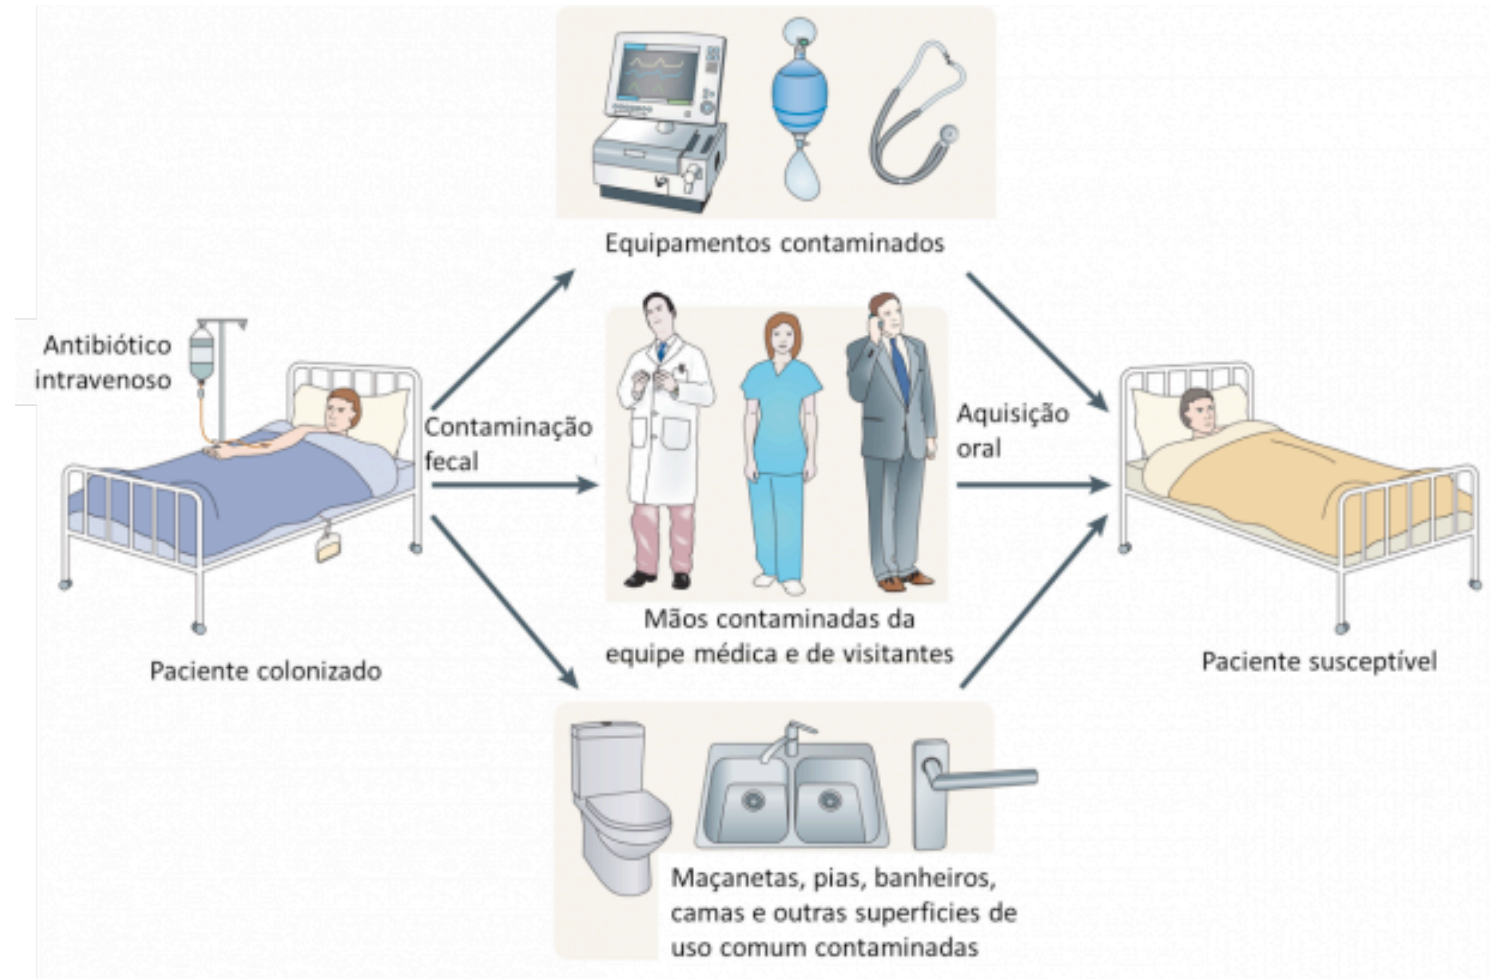 Equipamentos contaminados
Antibiótico
intravenoso
Contaminação
fecal
Aquisição
oral
Mãos contaminadas da
equipe médica e de visitantes
Paciente colonizado
Paciente susceptível
Maçanetas, pias, banheiros,
camas e outras superficies de
uso comum contaminadas